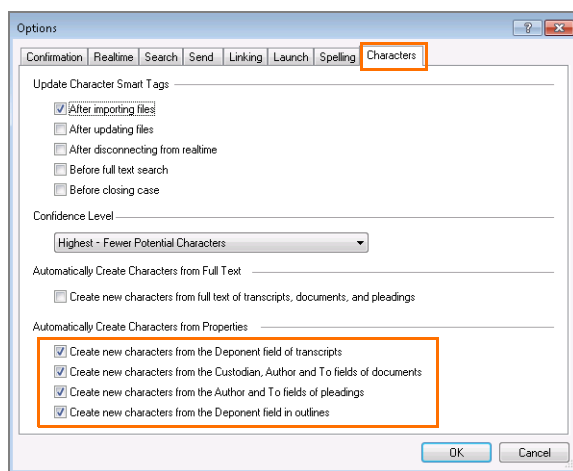 Options
Confirmation Realtime Search Send Linking Launch Spelling Characters
Update Character Smart Tags
After importing files
After updating files
After disconnecting from realtime
Before full text search
Before closing case
Confidence Level
Highest - Fewer Potential Characters
Automatically Create Characters from Full Text
Create new characters from full text of transcripts, documents, and pleadings
Automatically Create Characters from Properties
Create new characters from the Deponent field of transcripts
Create new characters from the Custodian, Author and To fields of documents
Create new characters from the Author and To fields of pleadings
Create new characters from the Deponent field in outlines
OK Cancel